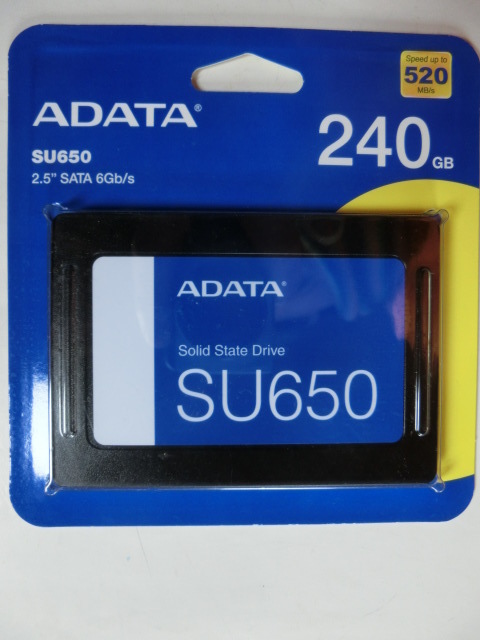 Speed up to
520
MB/s
ADATA®
SU650
2.5" SATA 6Gb/s
240GB
ADATA®
Solid State Drive
SU650